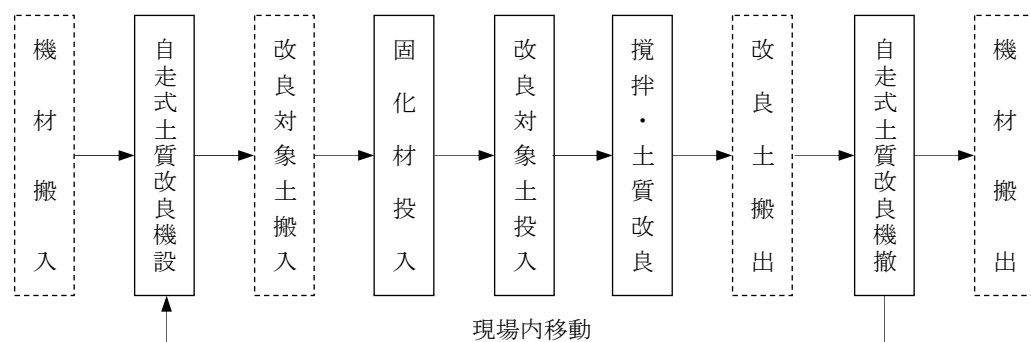 機材搬入
自走式土質改良機設
改良対象土搬入
固化材投入
改良対象土投入
撹拌・土質改良
改良土搬出
自走式土質改良機撤
機材搬出
現場内移動